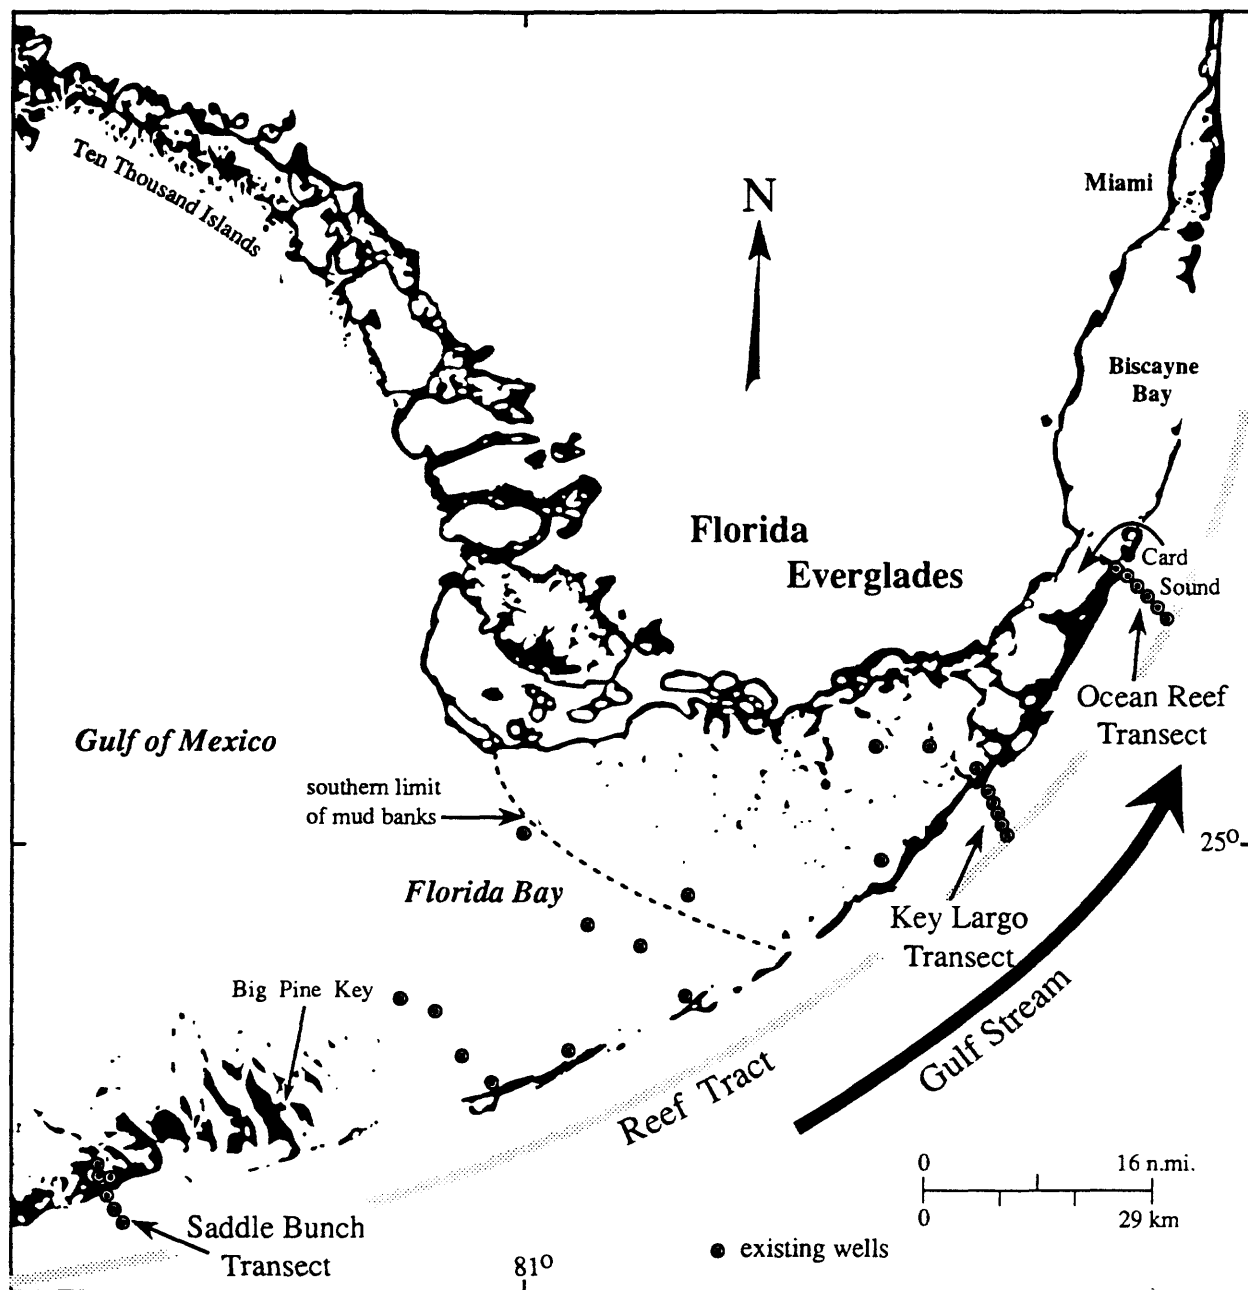 Ten Thousand Islands
N
Miami
Biscayne
Bay
Florida
Everglades
Card
Sound
Ocean Reef
Transect
Gulf of Mexico
southern limit
of mud banks
25o
Florida Bay
Key Largo
Transect
Big Pine Key
Gulf Stream
Reef Tract
0 16 n.mi.
0 29 km
Saddle Bunch
Transect
existing wells
81o